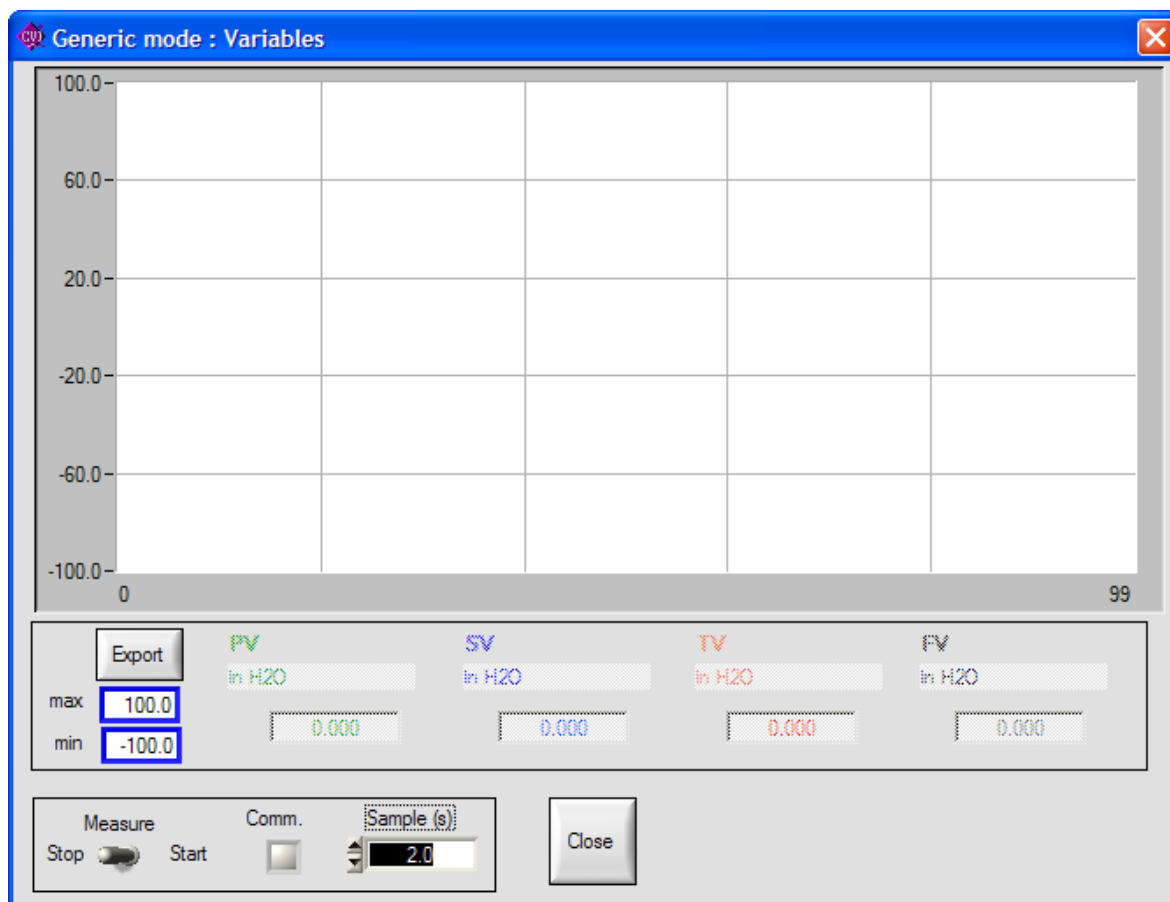 CVI Generic mode : Variables
100.0
60.0
20.0
-20.0
-60.0
-100.0
0 99
Export PV SV TV FV
in H2O in H2O in H2O in H2O
max 100.0
0.000 0.000 0.000 0.000
min -100.0
Measure Comm. Sample (s)
Stop Start 2.0
Close